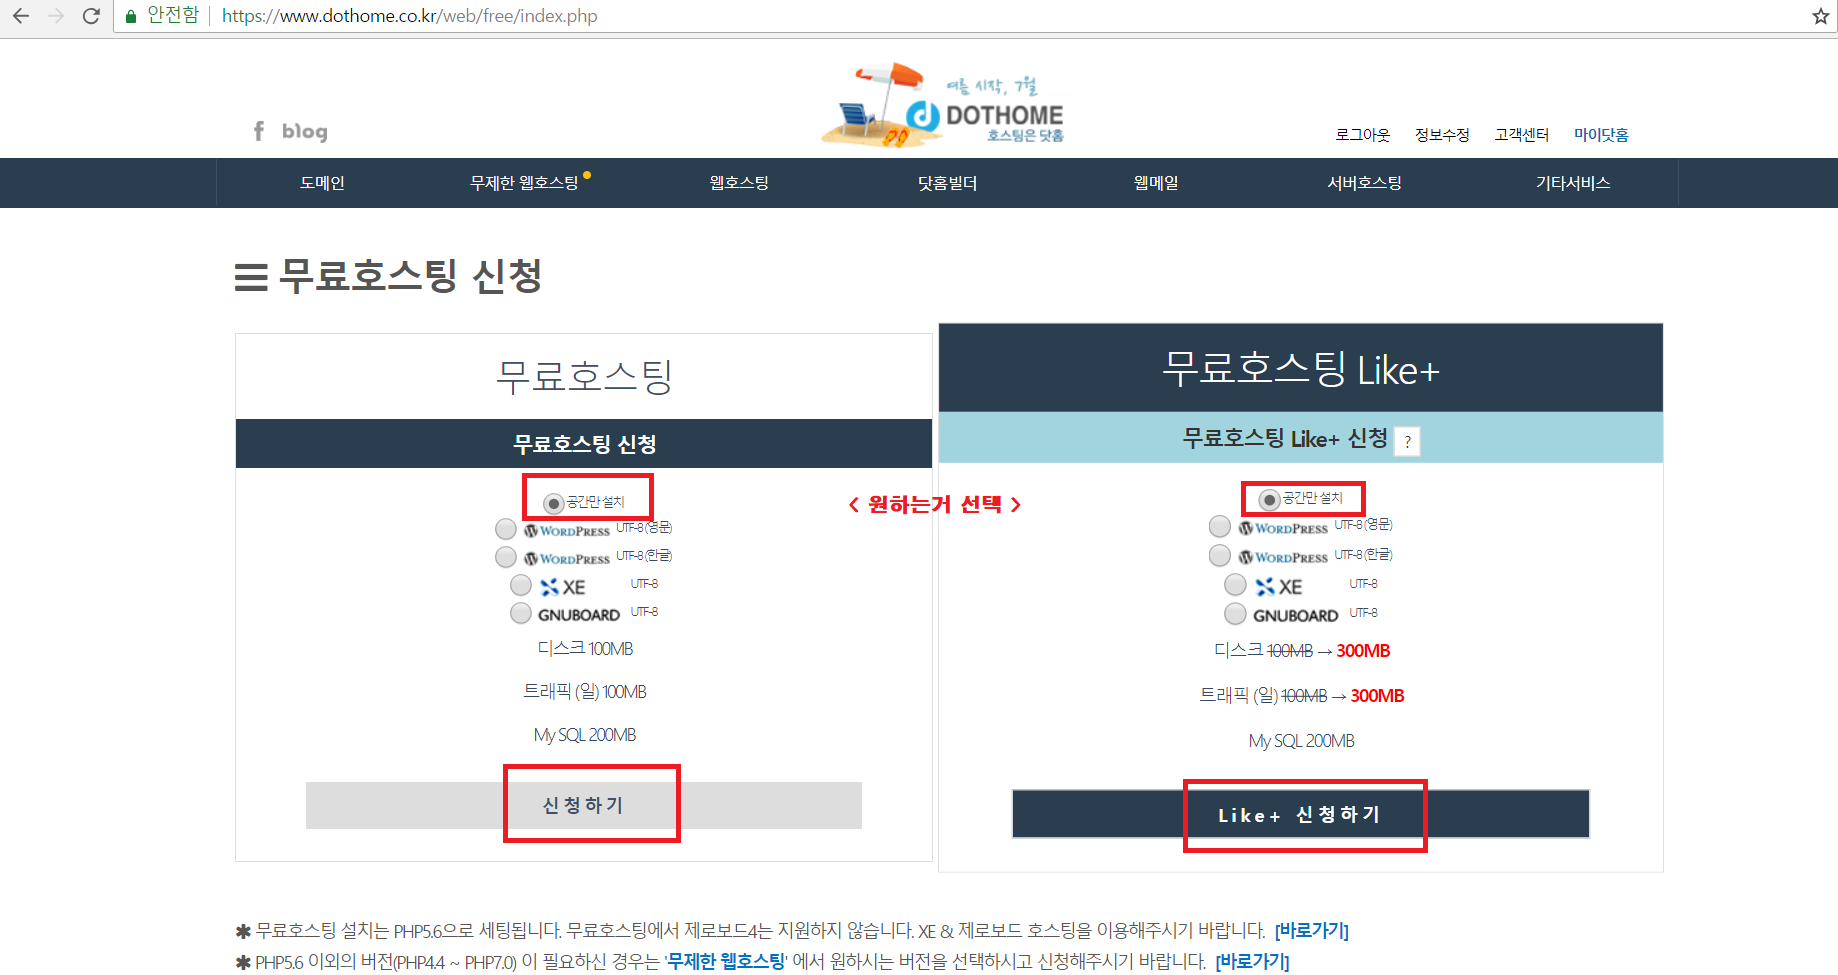 안전함 https://www.dothome.co.kr/web/free/index.php
여름 시작, 7월
DOTHOME
호스팅은 닷홈
f blog
로그아웃 정보수정 고객센터 마이닷홈
도메인 무제한 웹호스팅 웹호스팅 닷홈빌더 웹메일 서버호스팅 기타서비스
무료호스팅 신청
무료호스팅
무료호스팅 신청
공간만 설치
WORDPRESS UTF-8 (영문)
WORDPRESS UTF-8 (한글)
XE UTF-8
GNUBOARD UTF-8
디스크 100MB
트래픽 (일) 100MB
My SQL 200MB
신청하기
< 원하는거 선택 >
무료호스팅 Like+
무료호스팅 Like+ 신청 ?
공간만 설치
WORDPRESS UTF-8 (영문)
WORDPRESS UTF-8 (한글)
XE UTF-8
GNUBOARD UTF-8
디스크 100MB → 300MB
트래픽 (일) 100MB → 300MB
My SQL 200MB
Like+ 신청하기
✱ 무료호스팅 설치는 PHP5.6으로 세팅됩니다. 무료호스팅에서 제로보드4는 지원하지 않습니다. XE & 제로보드 호스팅을 이용해주시기 바랍니다. [바로가기]
✱ PHP5.6 이외의 버전(PHP4.4 ~ PHP7.0) 이 필요하신 경우는 '무제한 웹호스팅' 에서 원하시는 버전을 선택하시고 신청해주시기 바랍니다. [바로가기]